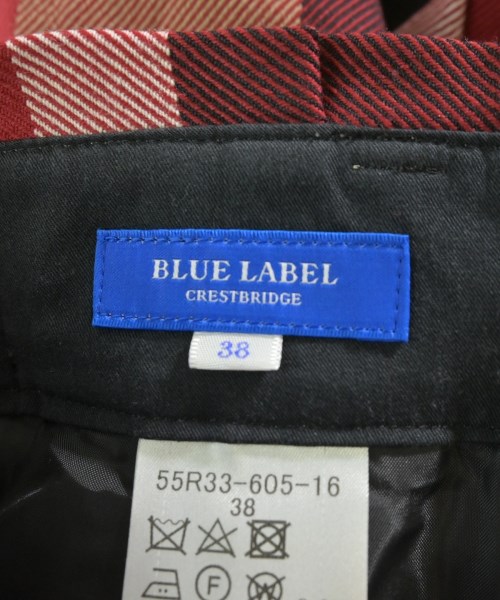 BLUE LABEL
CRESTBRIDGE
38
55R33-605-16
38
F